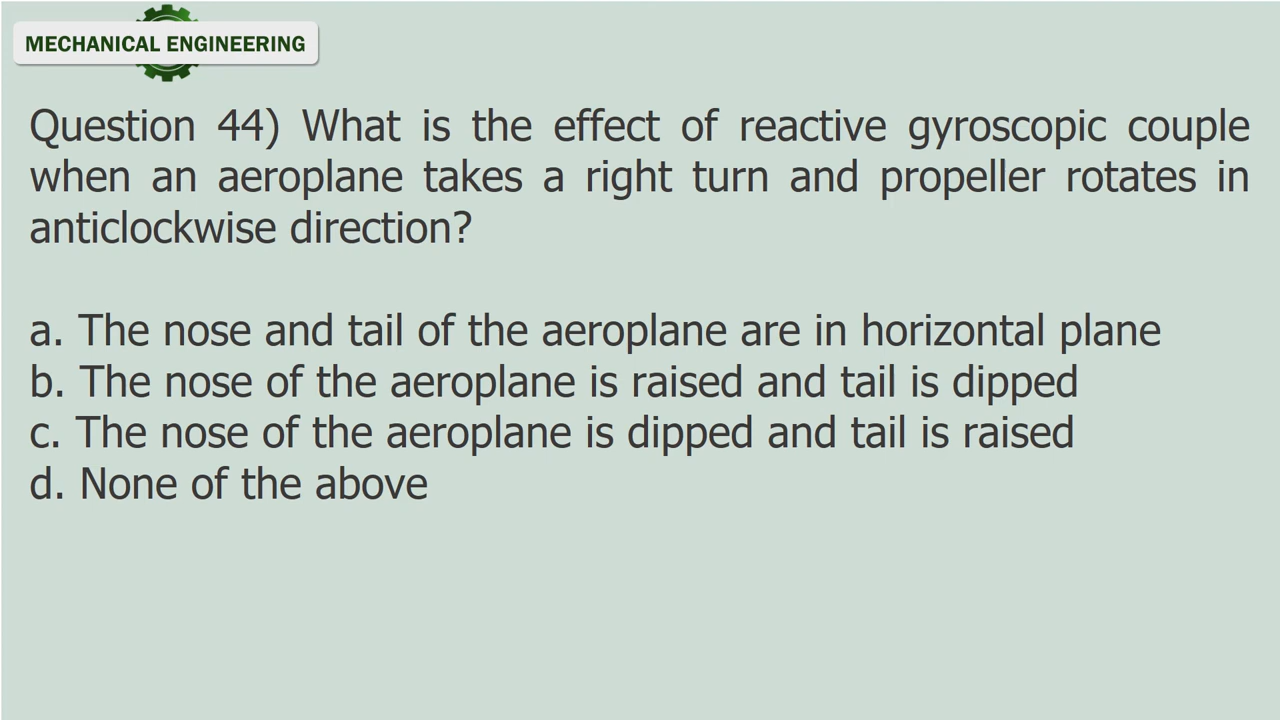 MECHANICAL ENGINEERING
Question 44) What is the effect of reactive gyroscopic couple
when an aeroplane takes a right turn and propeller rotates in
anticlockwise direction?
a. The nose and tail of the aeroplane are in horizontal plane
b. The nose of the aeroplane is raised and tail is dipped
c. The nose of the aeroplane is dipped and tail is raised
d. None of the above